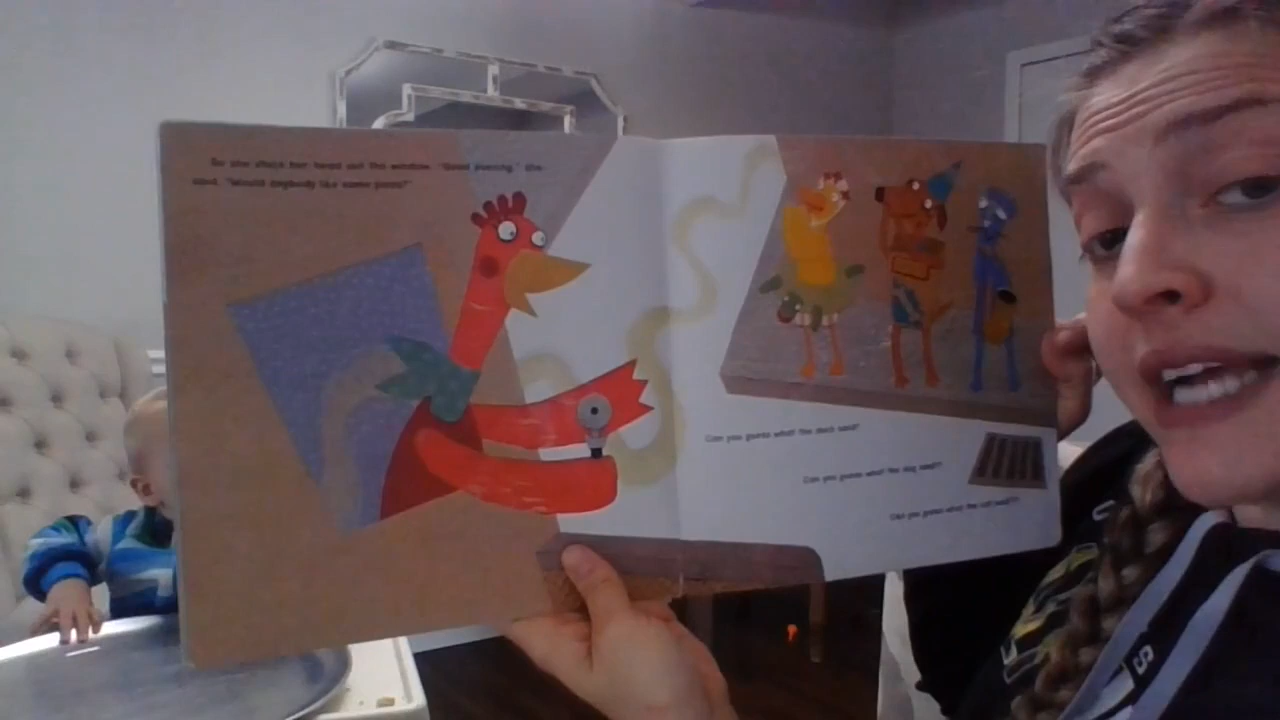 So she stuck her head out the window. "Good evening," she
said. "Would anybody like some pizza?"
Can you guess what the duck said?
Can you guess what the dog said?
Can you guess what the cat said?